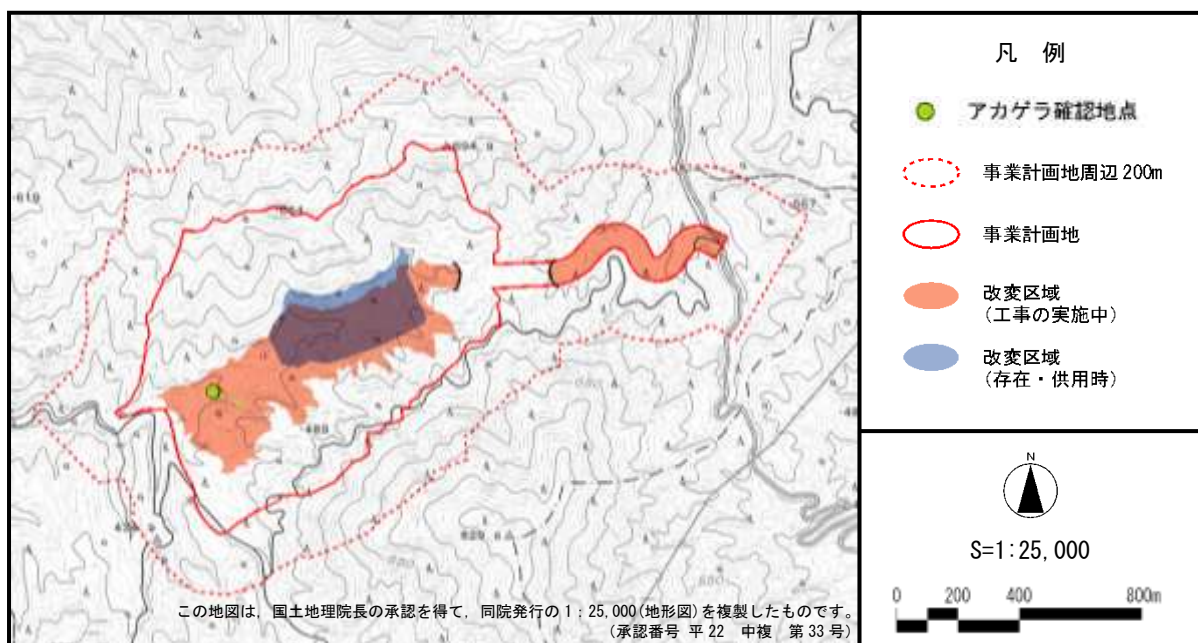 凡 例
アカゲラ確認地点
事業計画地周辺200m
事業計画地
改変区域
(工事の実施中)
改変区域
(存在・供用時)
N
S=1:25,000
0 200 400 800m
この地図は，国土地理院長の承認を得て，同院発行の1：25,000(地形図)を複製したものです。
(承認番号 平22 中複 第33号)